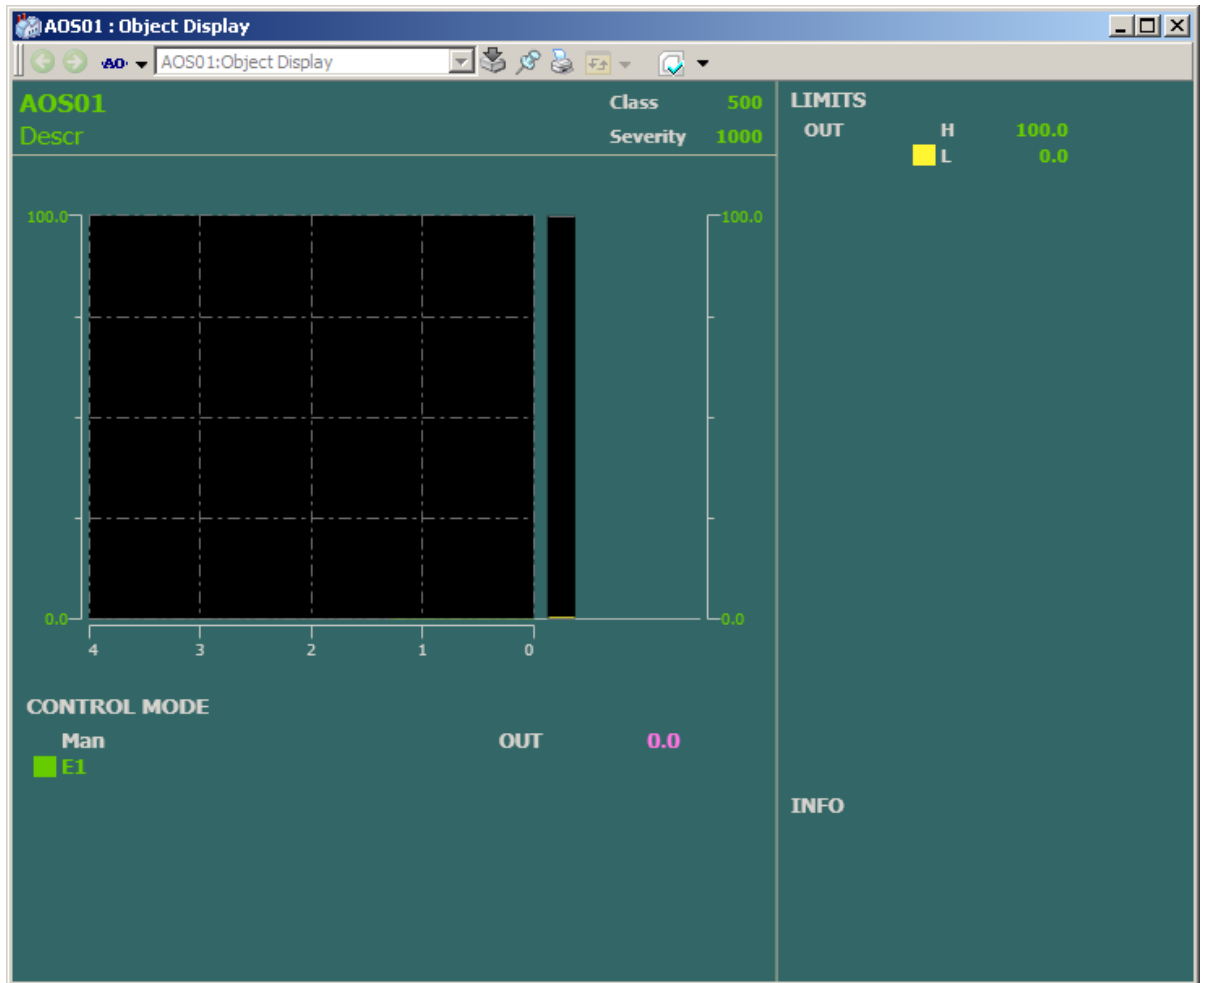 AOS01 : Object Display
AO AOS01:Object Display
AOS01
Class 500
Descr
Severity 1000
LIMITS
OUT H 100.0
L 0.0
100.0
100.0
0.0
0.0
4 3 2 1 0
CONTROL MODE
Man OUT 0.0
E1
INFO